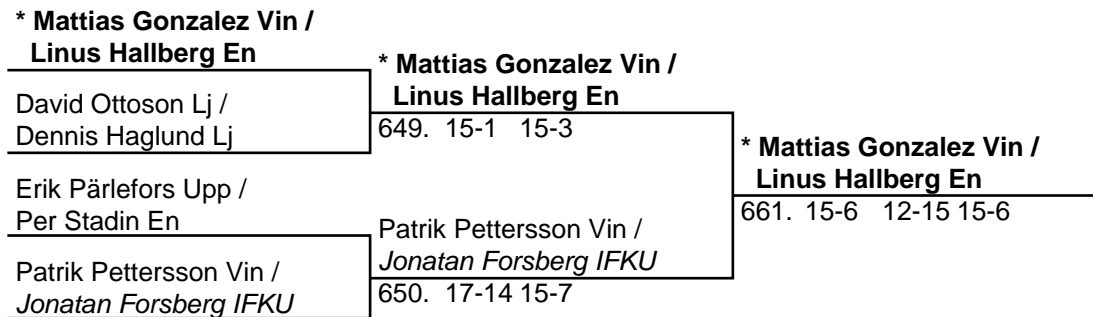 * Mattias Gonzalez Vin /
Linus Hallberg En
David Ottoson Lj /
Dennis Haglund Lj
Erik Pärlefors Upp /
Per Stadin En
Patrik Pettersson Vin /
Jonatan Forsberg IFKU
* Mattias Gonzalez Vin /
Linus Hallberg En
649. 15-1 15-3
Patrik Pettersson Vin /
Jonatan Forsberg IFKU
650. 17-14 15-7
* Mattias Gonzalez Vin /
Linus Hallberg En
661. 15-6 12-15 15-6